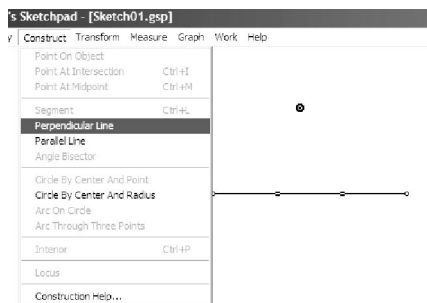 's Sketchpad - [Sketch01.gsp]
y Construct Transform Measure Graph Work Help
Point On Object
Point At Intersection Ctrl+I
Point At Midpoint Ctrl+M
Segment Ctrl+L
Perpendicular Line
Parallel Line
Angle Bisector
Circle By Center And Point
Circle By Center And Radius
Arc On Circle
Arc Through Three Points
Interior Ctrl+P
Locus
Construction Help...